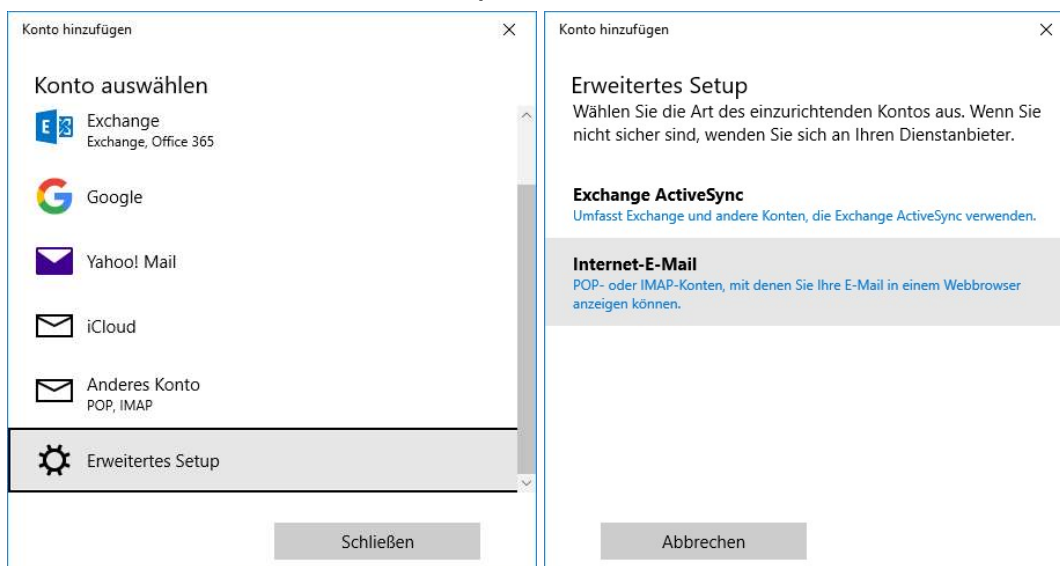 Konto hinzufügen
Konto auswählen
Exchange
Exchange, Office 365
Google
Yahoo! Mail
iCloud
Anderes Konto
POP, IMAP
Erweitertes Setup
Schließen
Konto hinzufügen
Erweitertes Setup
Wählen Sie die Art des einzurichtenden Kontos aus. Wenn Sie
nicht sicher sind, wenden Sie sich an Ihren Dienstanbieter.
Exchange ActiveSync
Umfasst Exchange und andere Konten, die Exchange ActiveSync verwenden.
Internet-E-Mail
POP- oder IMAP-Konten, mit denen Sie Ihre E-Mail in einem Webbrowser
anzeigen können.
Abbrechen